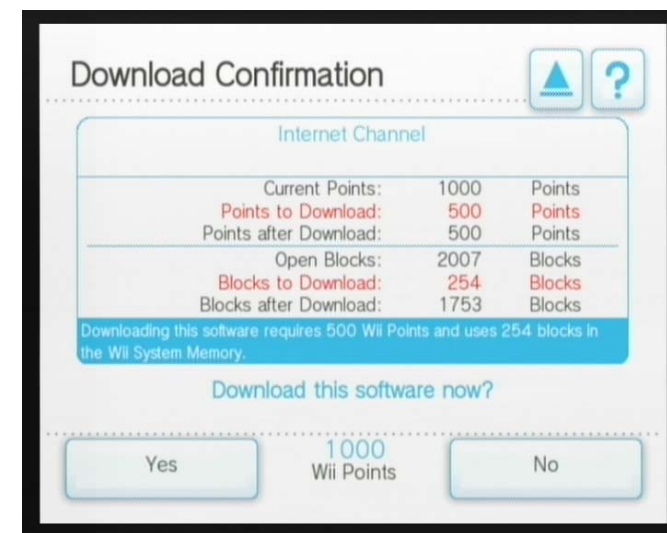 Download Confirmation
?
Internet Channel
Current Points: 1000 Points
Points to Download: 500 Points
Points after Download: 500 Points
Open Blocks: 2007 Blocks
Blocks to Download: 254 Blocks
Blocks after Download: 1753 Blocks
Downloading this software requires 500 Wii Points and uses 254 blocks in
the Wii System Memory.
Download this software now?
Yes
1000
Wii Points
No